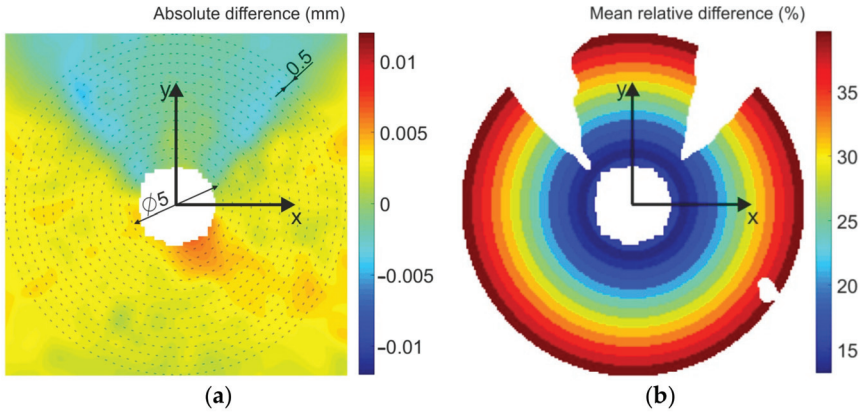 Absolute difference (mm)
0.5
y
x
∅5
0.01
0.005
0
−0.005
−0.01
(a)
Mean relative difference (%)
y
x
35
30
25
20
15
(b)